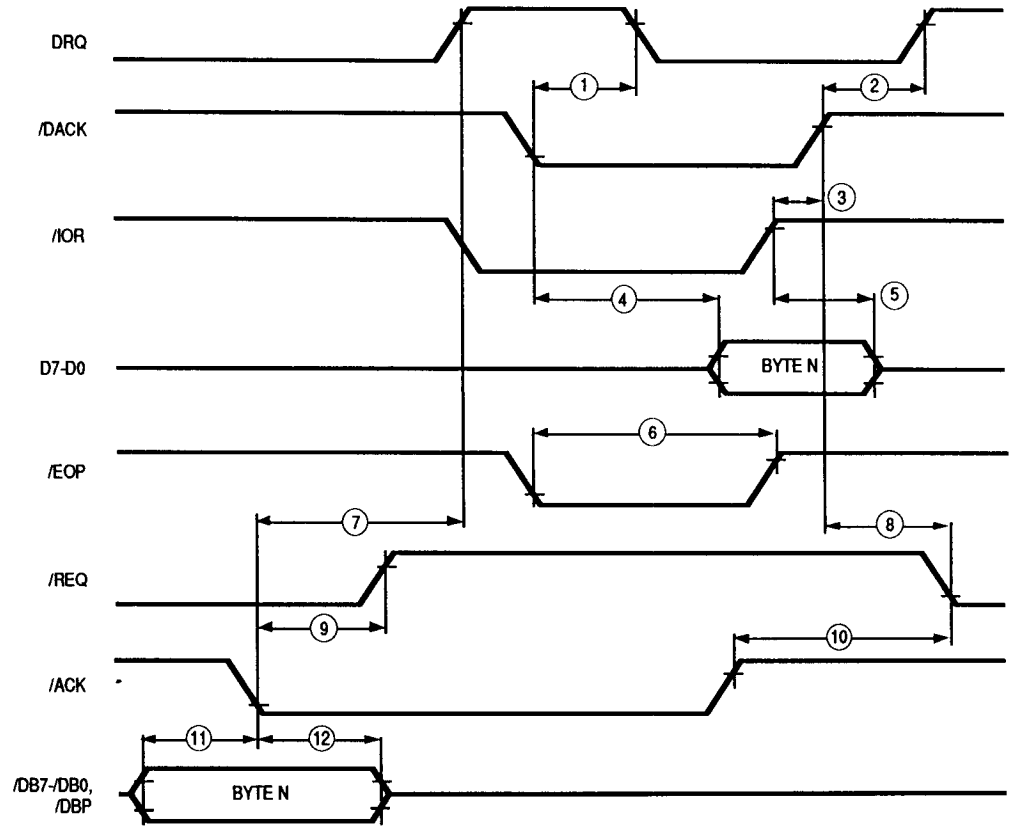 DRQ
1
2
/DACK
3
/IOR
4
5
D7-D0
BYTE N
6
/EOP
7
8
/REQ
9
10
/ACK
11
12
/DB7-/DB0,
/DBP
BYTE N